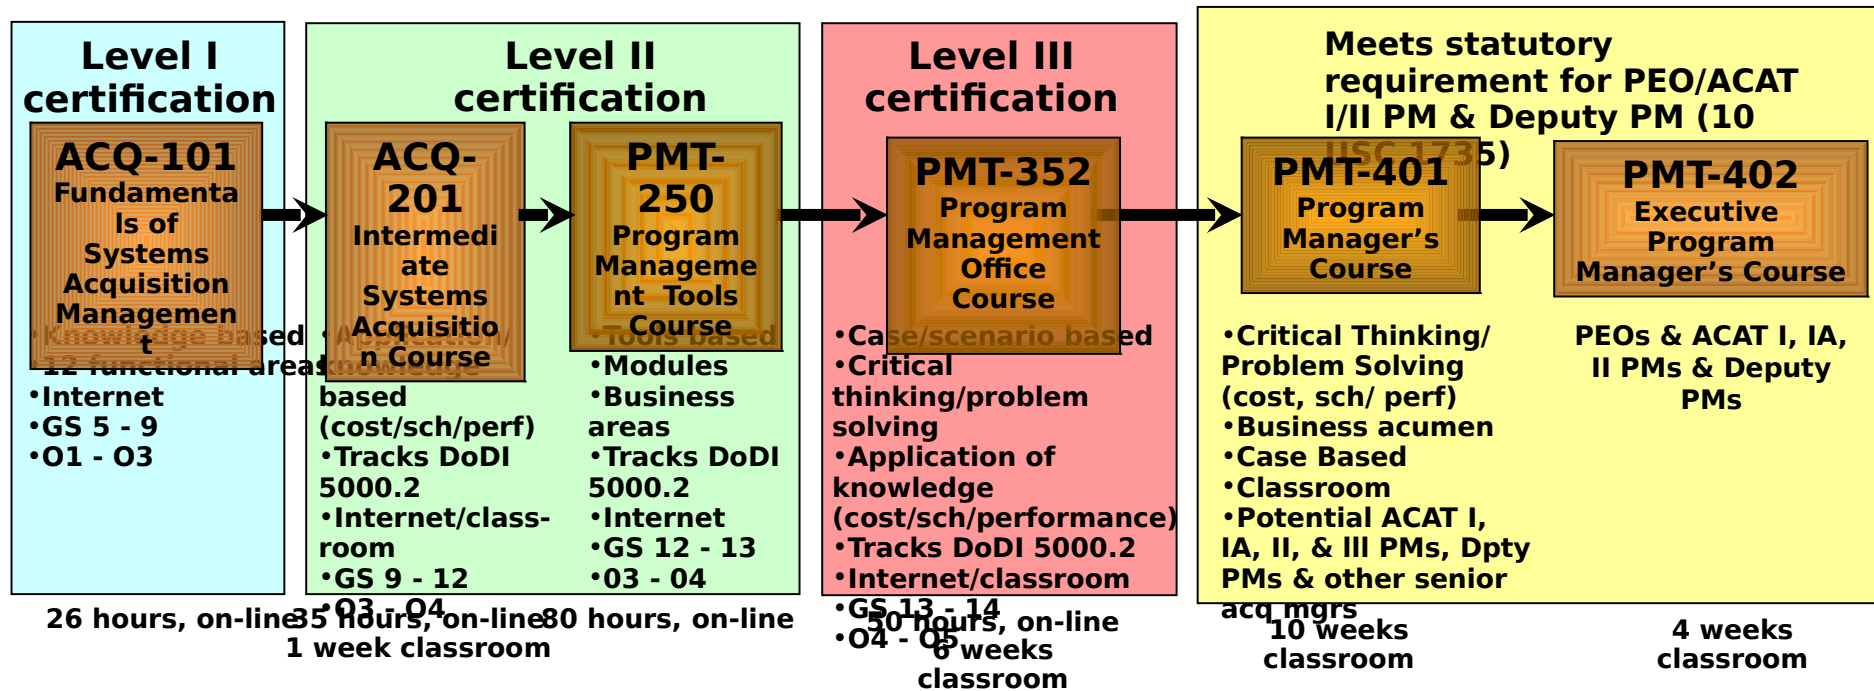 Level I
certification
ACQ-101
Fundamenta
ls of
Systems
Acquisition
Managemen
t
•Knowledge based
•12 functional areas
•Internet
•GS 5 - 9
•O1 - O3
26 hours, on-line
Level II
certification
ACQ-
201
Intermedi
ate
Systems
Acquisitio
n Course
•Application/
knowledge
based
(cost/sch/perf)
•Tracks DoDI
5000.2
•Internet/class-
room
•GS 9 - 12
•O3 - O4
35 hours, on-line
1 week classroom
PMT-
250
Program
Manageme
nt Tools
Course
•Tools based
•Modules
•Business
areas
•Tracks DoDI
5000.2
•Internet
•GS 12 - 13
•03 - 04
80 hours, on-line
Level III
certification
PMT-352
Program
Management
Office
Course
•Case/scenario based
•Critical
thinking/problem
solving
•Application of
knowledge
(cost/sch/performance)
•Tracks DoDI 5000.2
•Internet/classroom
•GS 13 - 14
•O4 - O5
50 hours, on-line
6 weeks
classroom
Meets statutory
requirement for PEO/ACAT
I/II PM & Deputy PM (10
USC 1735)
PMT-401
Program
Manager’s
Course
•Critical Thinking/
Problem Solving
(cost, sch/ perf)
•Business acumen
•Case Based
•Classroom
•Potential ACAT I,
IA, II, & lll PMs, Dpty
PMs & other senior
acq mgrs
10 weeks
classroom
PMT-402
Executive
Program
Manager’s Course
PEOs & ACAT I, IA,
II PMs & Deputy
PMs
4 weeks
classroom